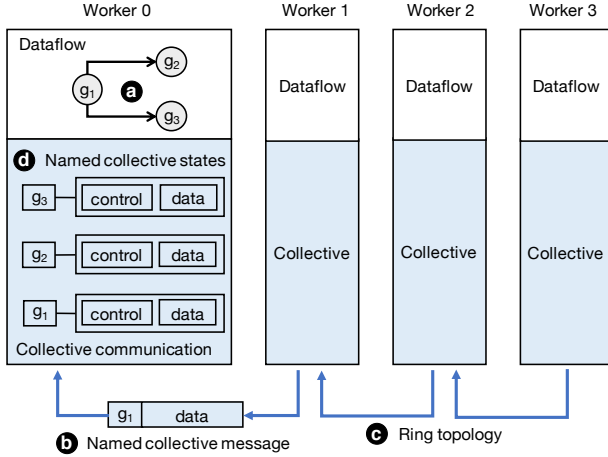 Worker 0
Worker 1
Worker 2
Worker 3
Dataflow
g2
g1
a
g3
d Named collective states
g3 control data
g2 control data
g1 control data
Collective communication
Dataflow
Collective
Dataflow
Collective
Dataflow
Collective
g1 data
b Named collective message
c Ring topology